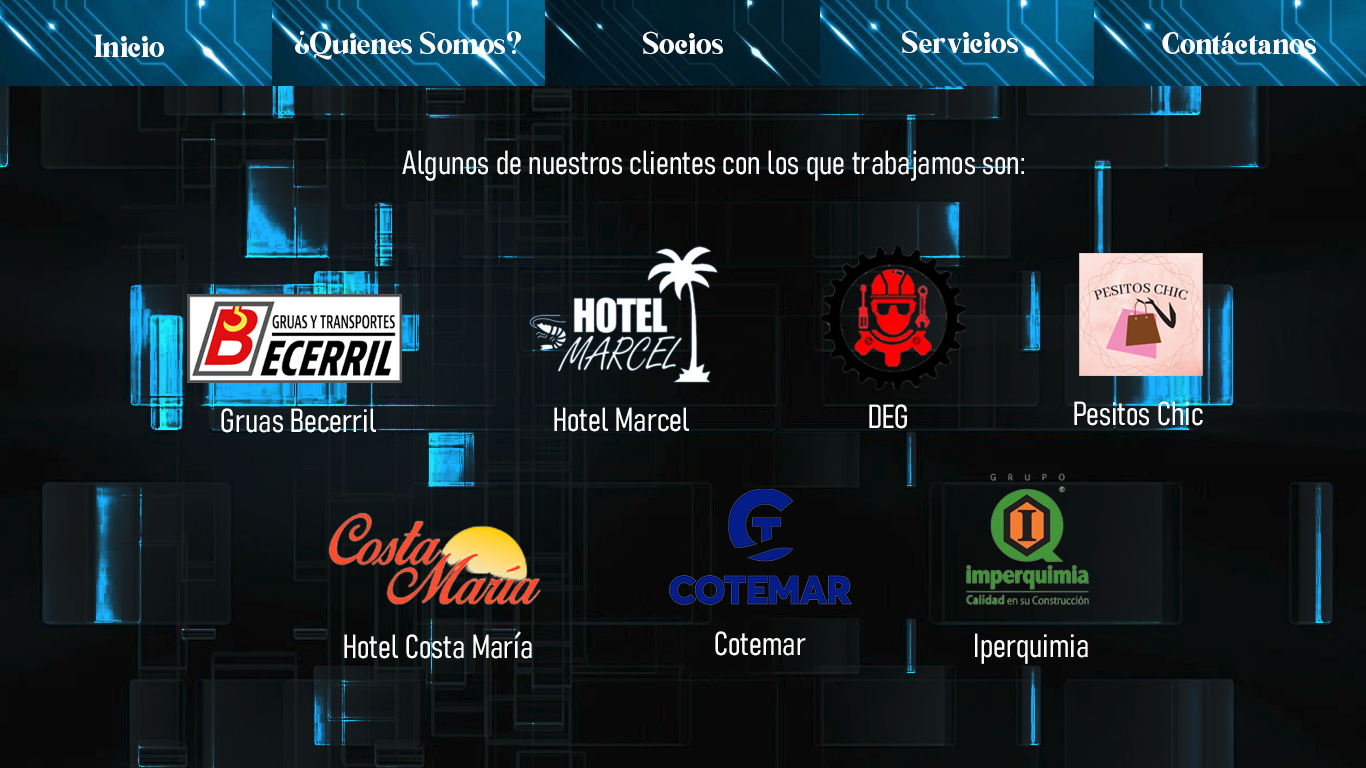 Inicio
¿Quienes Somos?
Socios
Servicios
Contáctanos
Algunos de nuestros clientes con los que trabajamos son:
B
GRUAS Y TRANSPORTES
ECERRIL
Gruas Becerril
HOTEL
MARCEL
Hotel Marcel
DEG
PESITOS CHIC
Pesitos Chic
Costa
María
Hotel Costa María
COTEMAR
Cotemar
GRUPO
®
I
imperquimia
Calidad en su Construcción
Iperquimia